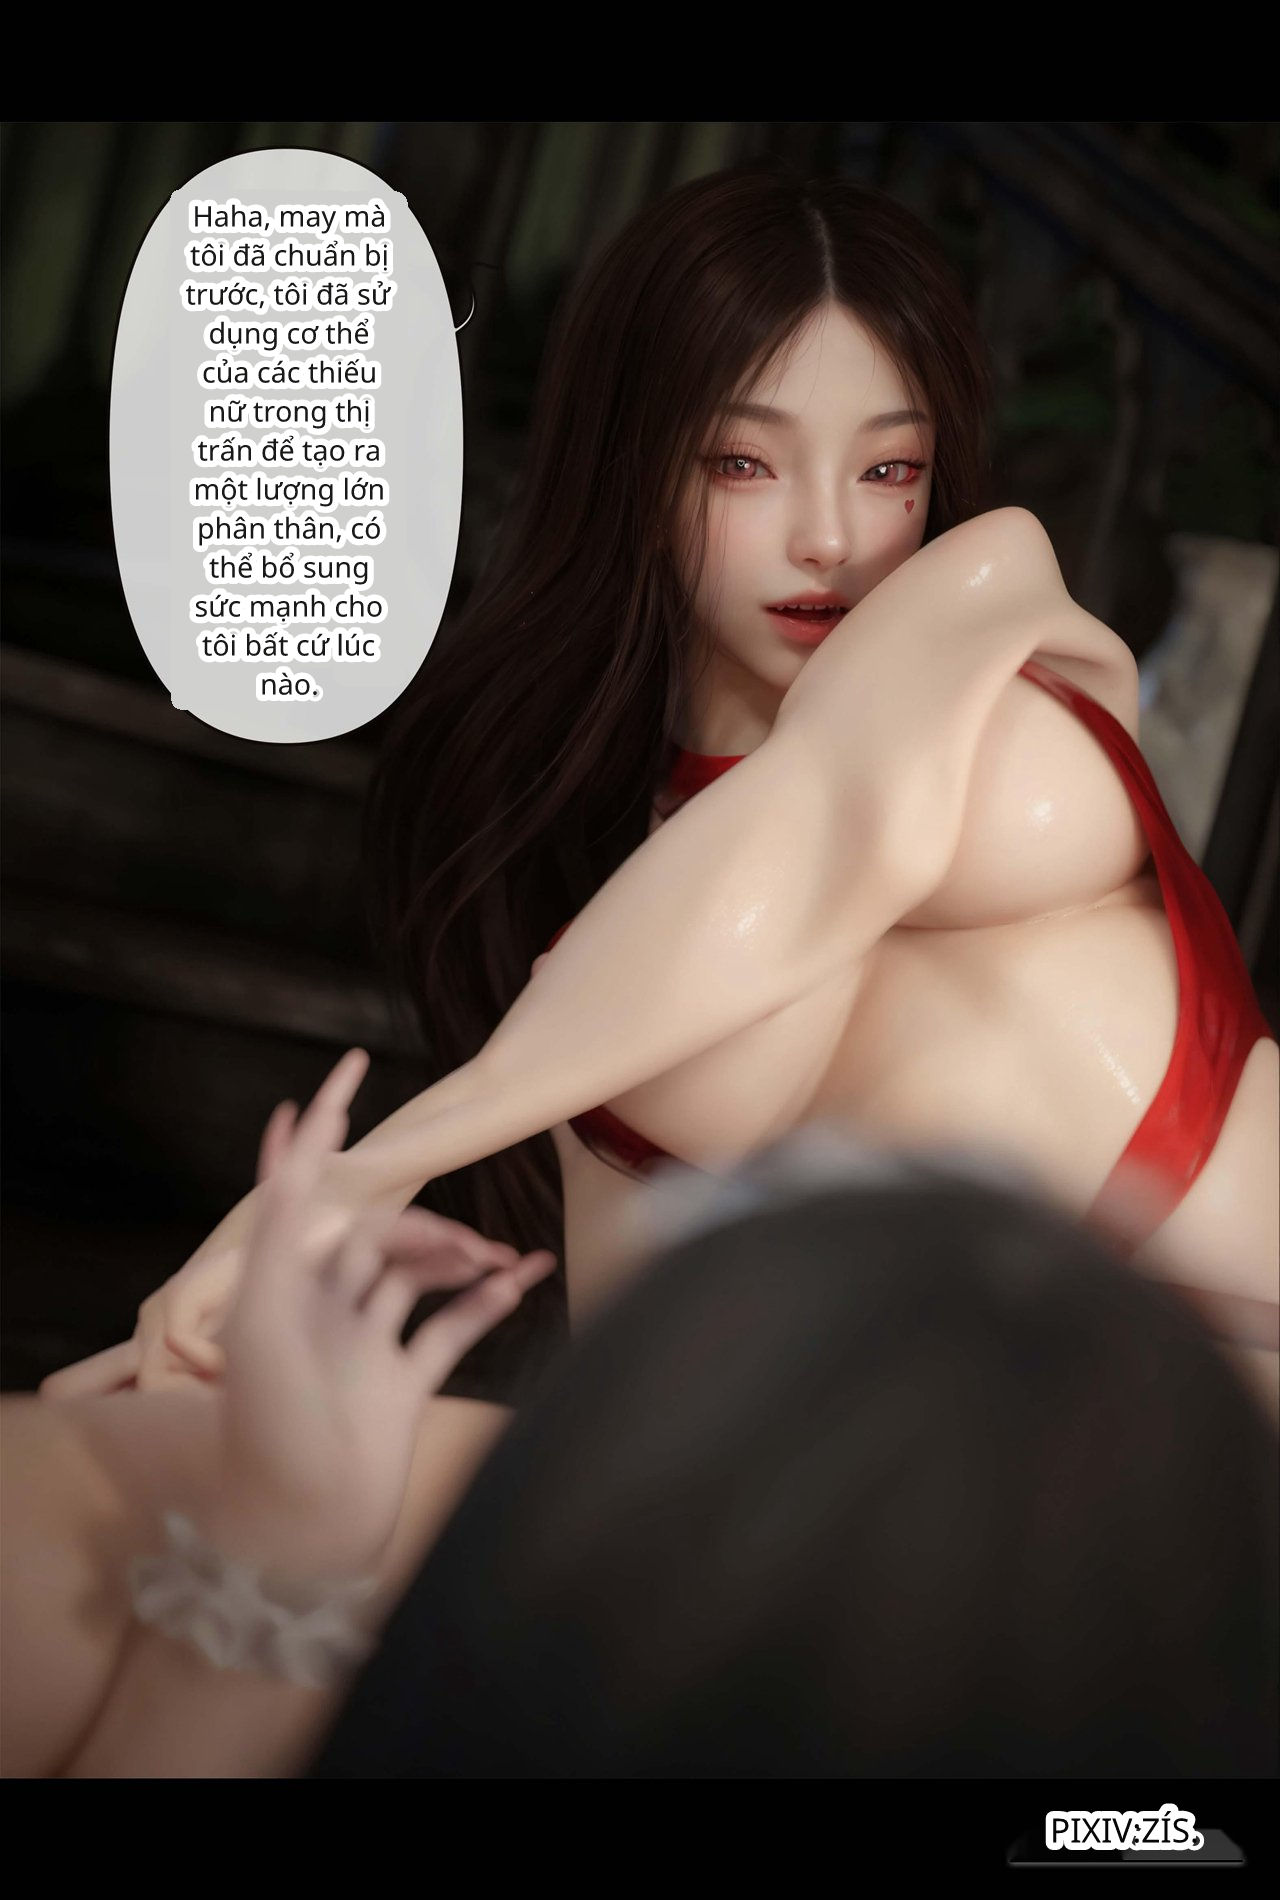 Haha, may mà
tôi đã chuẩn bị
trước, tôi đã sử
dụng cơ thể
của các thiếu
nữ trong thị
trấn để tạo ra
một lượng lớn
phân thân, có
thể bổ sung
sức mạnh cho
tôi bất cứ lúc
nào.
PIXIV:ZÍS,